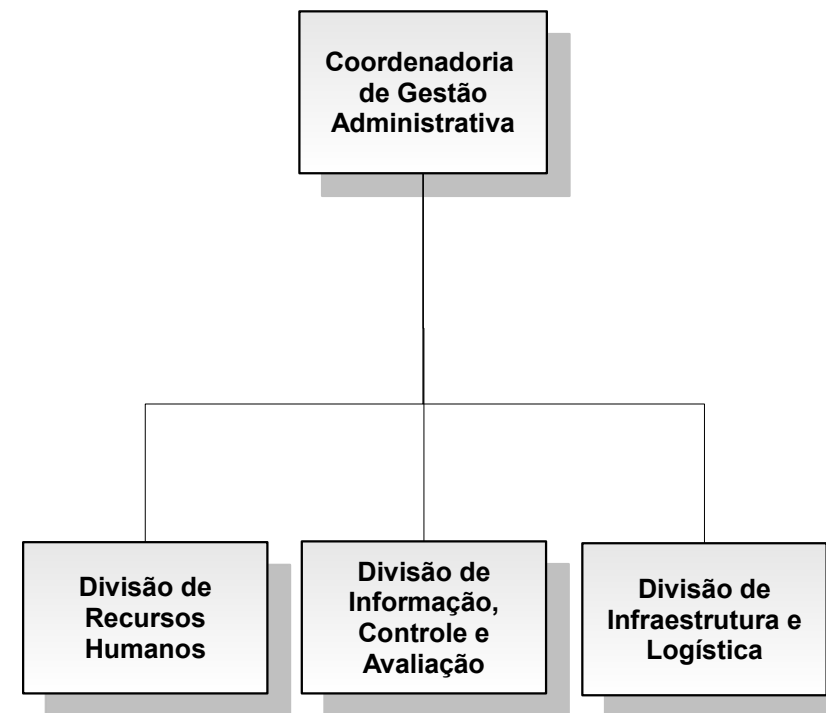 Coordenadoria
de Gestão
Administrativa
Divisão de
Recursos
Humanos
Divisão de
Informação,
Controle e
Avaliação
Divisão de
Infraestrutura e
Logística